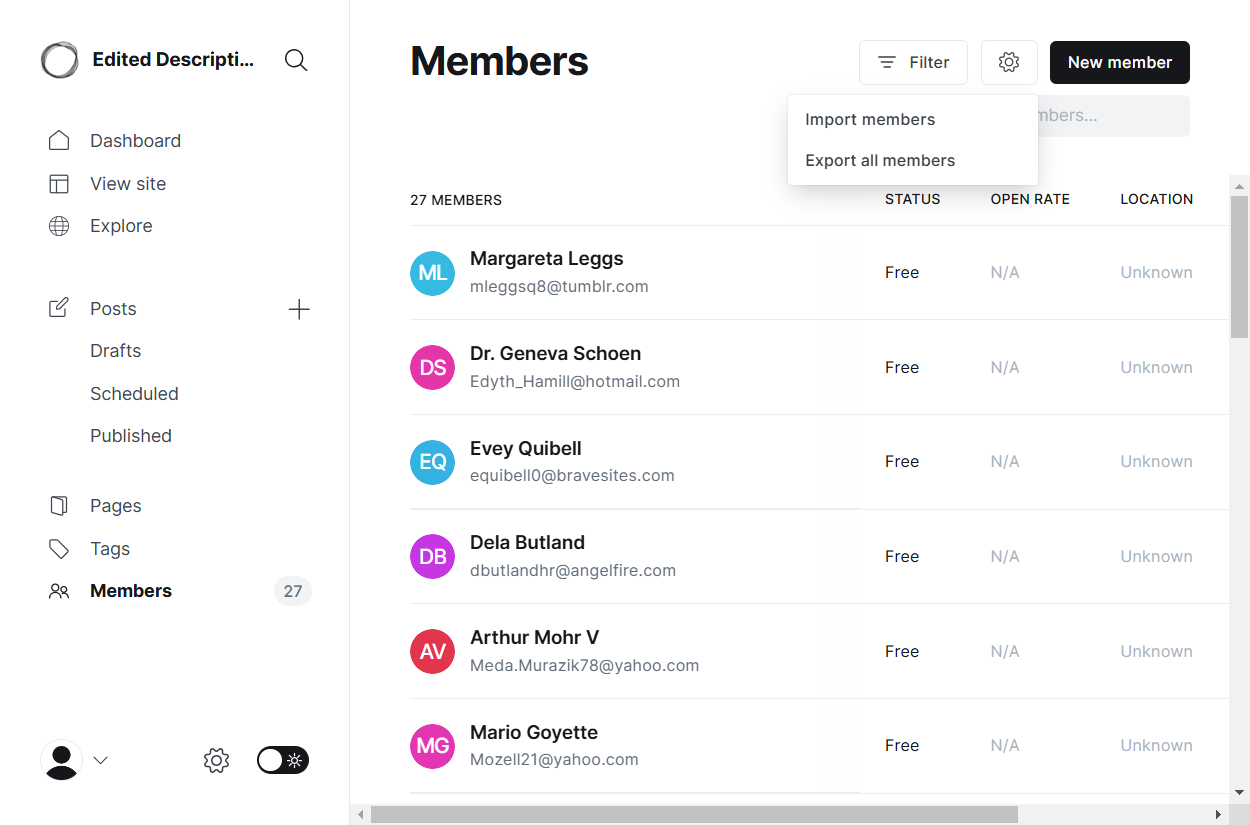 Edited Descripti...
Dashboard
View site
Explore
Posts
Drafts
Scheduled
Published
Pages
Tags
Members
27
Members
Filter
New member
Import members
Export all members
27 MEMBERS
STATUS
OPEN RATE
LOCATION
ML
Margareta Leggs
mleggsq8@tumblr.com
Free
N/A
Unknown
DS
Dr. Geneva Schoen
Edyth_Hamill@hotmail.com
Free
N/A
Unknown
EQ
Evey Quibell
equibell0@bravesites.com
Free
N/A
Unknown
DB
Dela Butland
dbutlandhr@angelfire.com
Free
N/A
Unknown
AV
Arthur Mohr V
Meda.Murazik78@yahoo.com
Free
N/A
Unknown
MG
Mario Goyette
Mozell21@yahoo.com
Free
N/A
Unknown